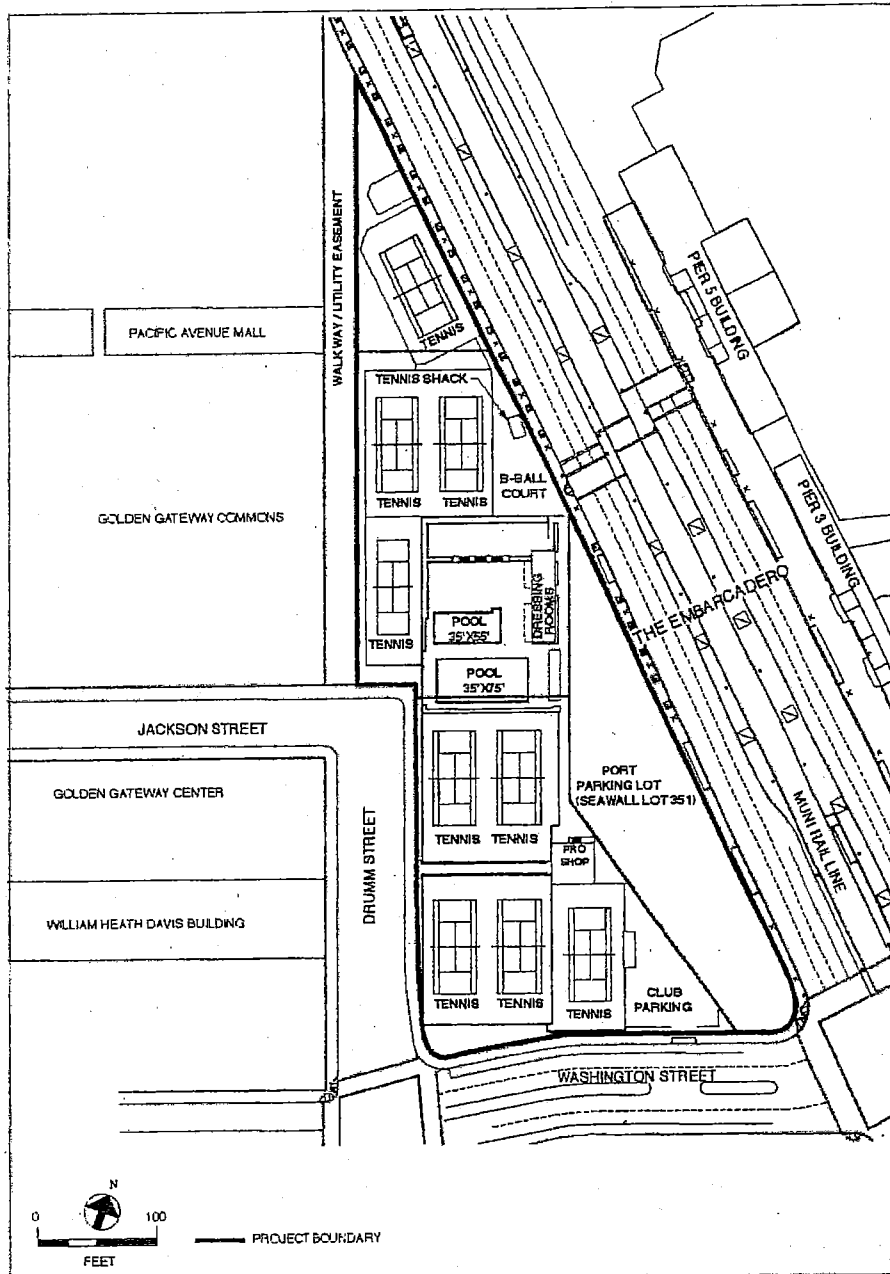 WALKWAY / UTILITY EASEMENT
PIER 5 BUILDING
TENNIS
PACIFIC AVENUE MALL
TENNIS SHACK
B-BALL
COURT
TENNIS
TENNIS
PIER 3 BUILDING
GOLDEN GATEWAY COMMONS
THE EMBARCADERO
DRESSING
ROOMS
POOL
35'X55'
TENNIS
POOL
35'X75'
JACKSON STREET
PORT
PARKING LOT
(SEAWALL LOT 351)
GOLDEN GATEWAY CENTER
MUNI RAIL LINE
TENNIS
TENNIS
PRO
SHOP
DRUMM STREET
WILLIAM HEATH DAVIS BUILDING
TENNIS
TENNIS
TENNIS
CLUB
PARKING
WASHINGTON STREET
N
0
100
FEET
PROJECT BOUNDARY